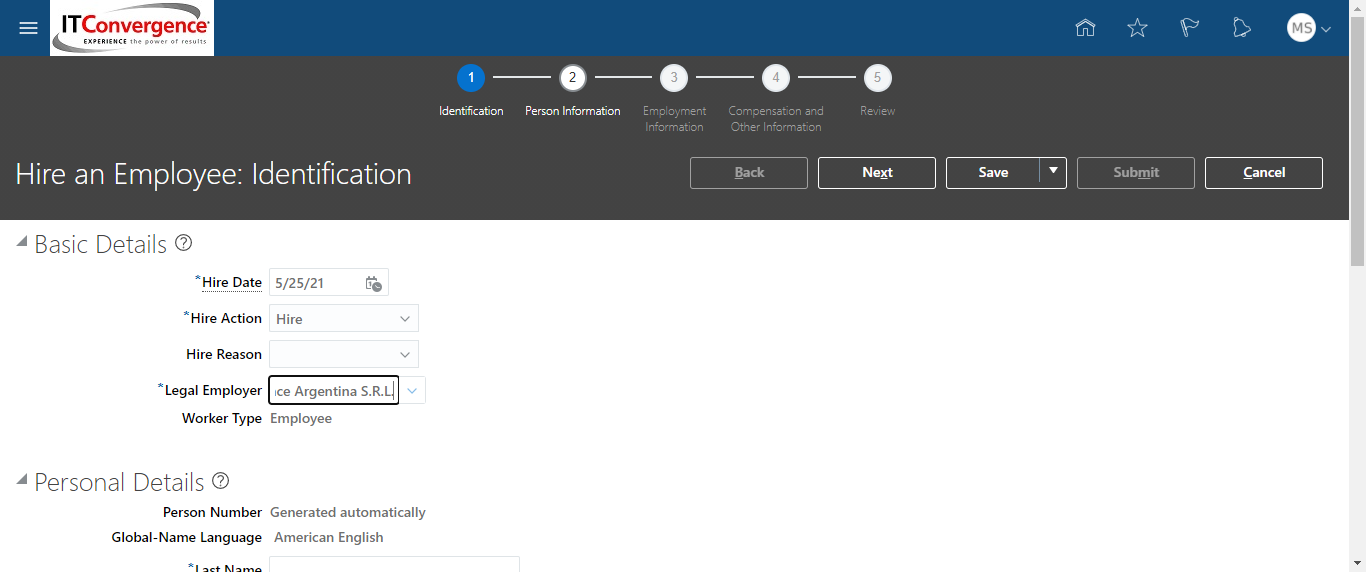 ITConvergence
EXPERIENCE the power of results
MS
1
2
3
4
5
Identification
Person Information
Employment Information
Compensation and Other Information
Review
Hire an Employee: Identification
Back
Next
Save
Submit
Cancel
Basic Details
*Hire Date 5/25/21
*Hire Action Hire
Hire Reason
*Legal Employer ce Argentina S.R.L.
Worker Type Employee
Personal Details
Person Number Generated automatically
Global-Name Language American English
*Last Name